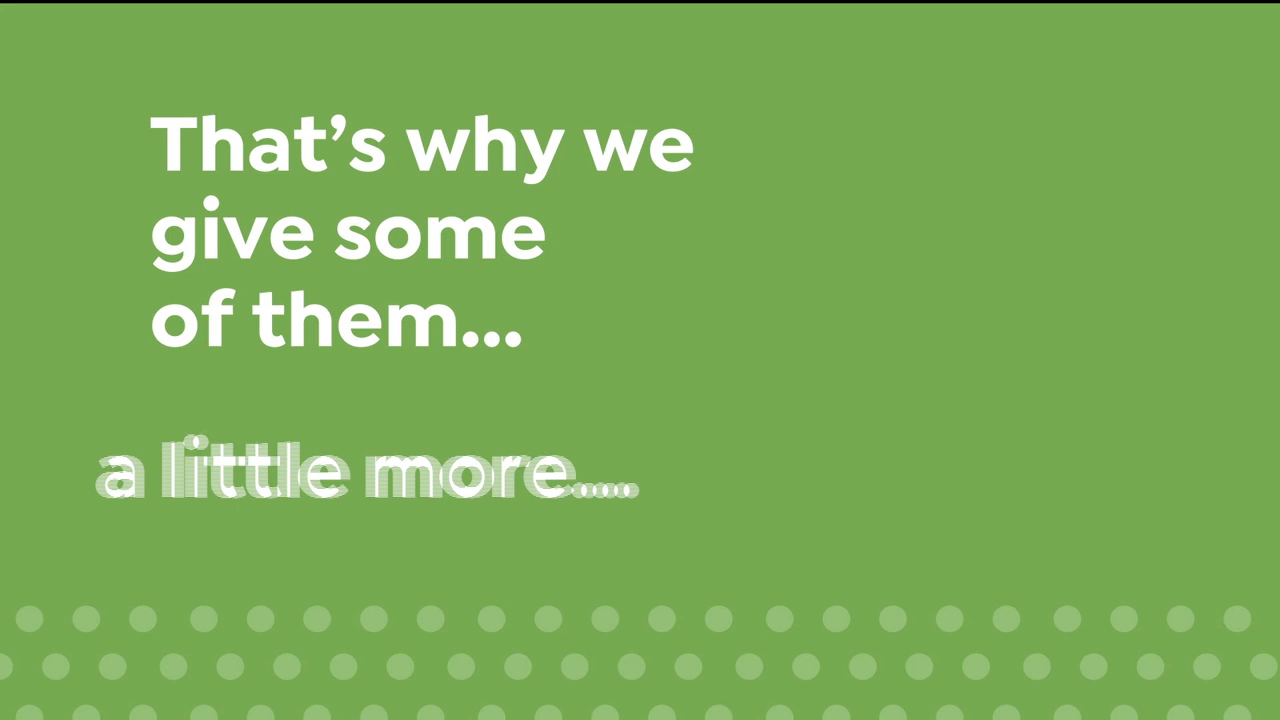 That’s why we
give some
of them...
a little more...